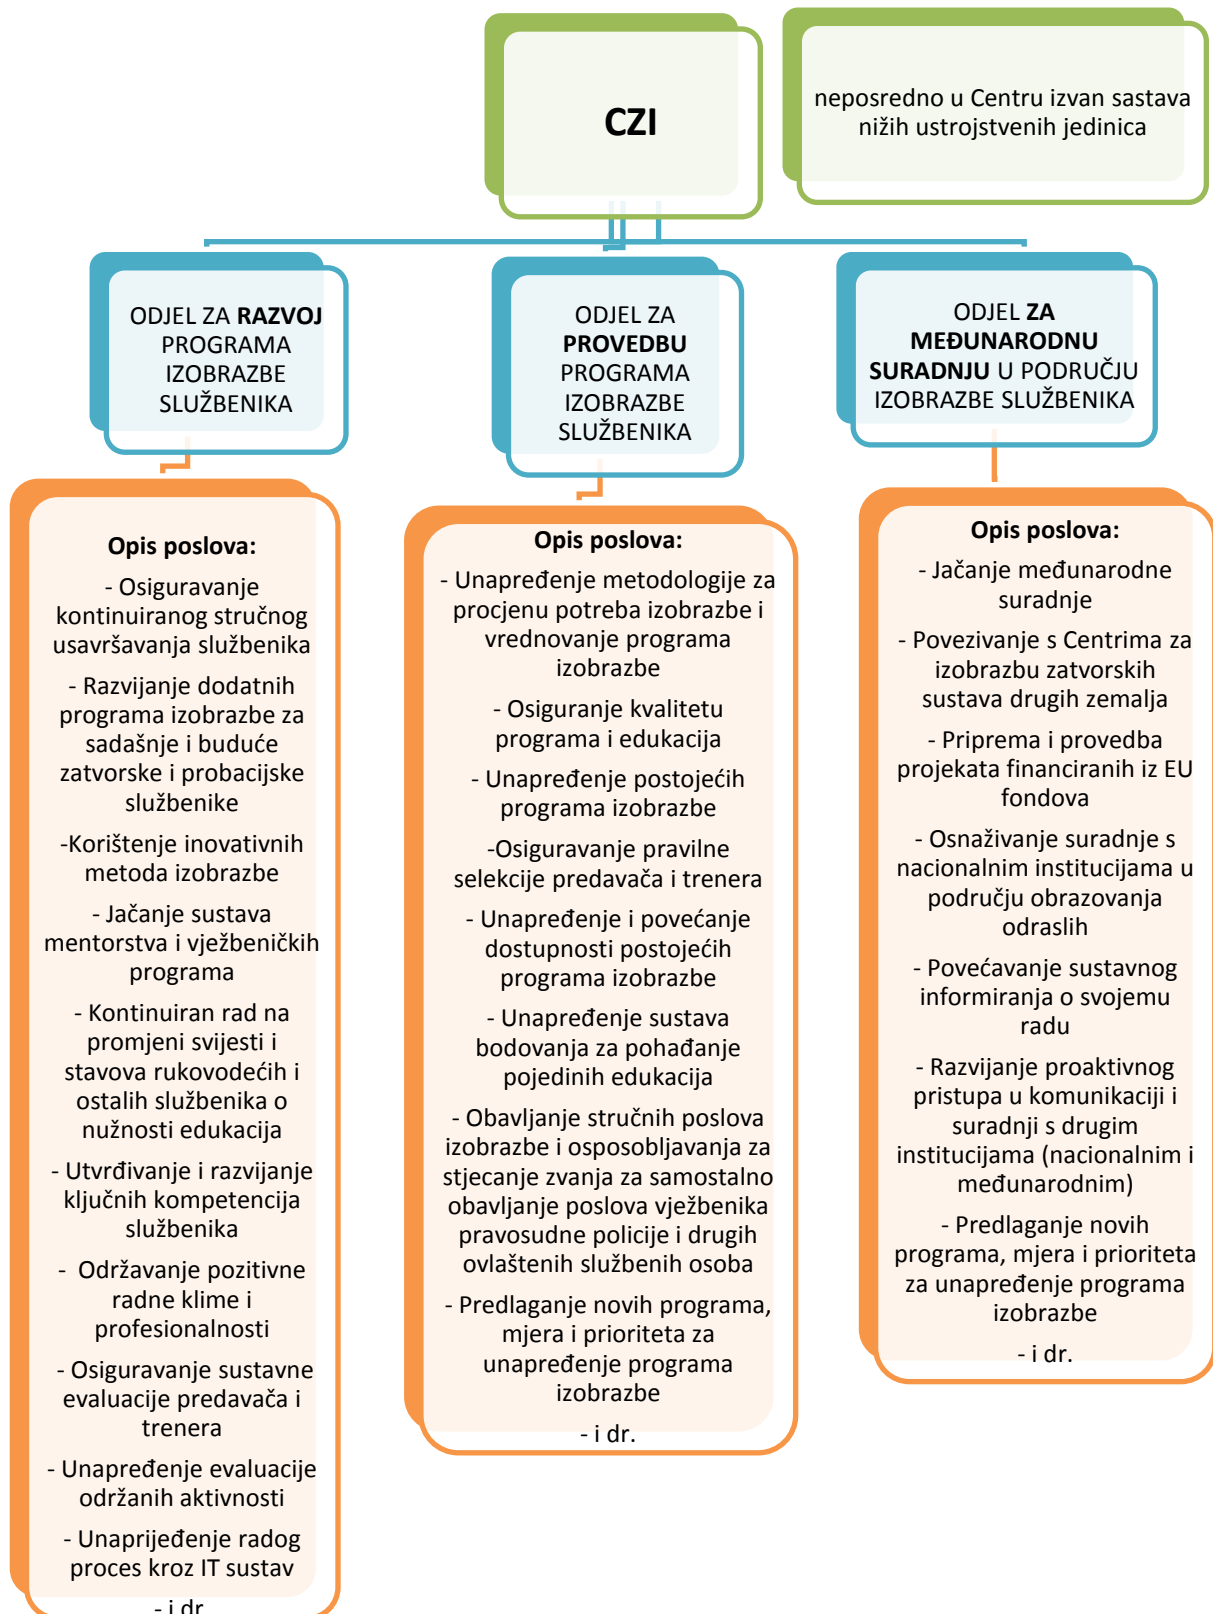 CZI
neposredno u Centru izvan sastava
nižih ustrojstvenih jedinica
ODJEL ZA RAZVOJ
PROGRAMA
IZOBRAZBE
SLUŽBENIKA
ODJEL ZA
PROVEDBU
PROGRAMA
IZOBRAZBE
SLUŽBENIKA
ODJEL ZA
MEĐUNARODNU
SURADNJU U PODRUČJU
IZOBRAZBE SLUŽBENIKA
Opis poslova:
- Osiguravanje
kontinuiranog stručnog
usavršavanja službenika
- Razvijanje dodatnih
programa izobrazbe za
sadašnje i buduće
zatvorske i probacijske
službenike
-Korištenje inovativnih
metoda izobrazbe
- Jačanje sustava
mentorstva i vježbeničkih
programa
- Kontinuiran rad na
promjeni svijesti i
stavova rukovodećih i
ostalih službenika o
nužnosti edukacija
- Utvrđivanje i razvijanje
ključnih kompetencija
službenika
- Održavanje pozitivne
radne klime i
profesionalnosti
- Osiguravanje sustavne
evaluacije predavača i
trenera
- Unapređenje evaluacije
održanih aktivnosti
- Unaprijeđenje radog
proces kroz IT sustav
- i dr.
Opis poslova:
- Unapređenje metodologije za
procjenu potreba izobrazbe i
vrednovanje programa
izobrazbe
- Osiguranje kvalitetu
programa i edukacija
- Unapređenje postojećih
programa izobrazbe
-Osiguravanje pravilne
selekcije predavača i trenera
- Unapređenje i povećanje
dostupnosti postojećih
programa izobrazbe
- Unapređenje sustava
bodovanja za pohađanje
pojedinih edukacija
- Obavljanje stručnih poslova
izobrazbe i osposobljavanja za
stjecanje zvanja za samostalno
obavljanje poslova vježbenika
pravosudne policije i drugih
ovlaštenih službenih osoba
- Predlaganje novih programa,
mjera i prioriteta za
unapređenje programa
izobrazbe
- i dr.
Opis poslova:
- Jačanje međunarodne
suradnje
- Povezivanje s Centrima za
izobrazbu zatvorskih
sustava drugih zemalja
- Priprema i provedba
projekata financiranih iz EU
fondova
- Osnaživanje suradnje s
nacionalnim institucijama u
području obrazovanja
odraslih
- Povećavanje sustavnog
informiranja o svojemu
radu
- Razvijanje proaktivnog
pristupa u komunikaciji i
suradnji s drugim
institucijama (nacionalnim i
međunarodnim)
- Predlaganje novih
programa, mjera i prioriteta
za unapređenje programa
izobrazbe
- i dr.